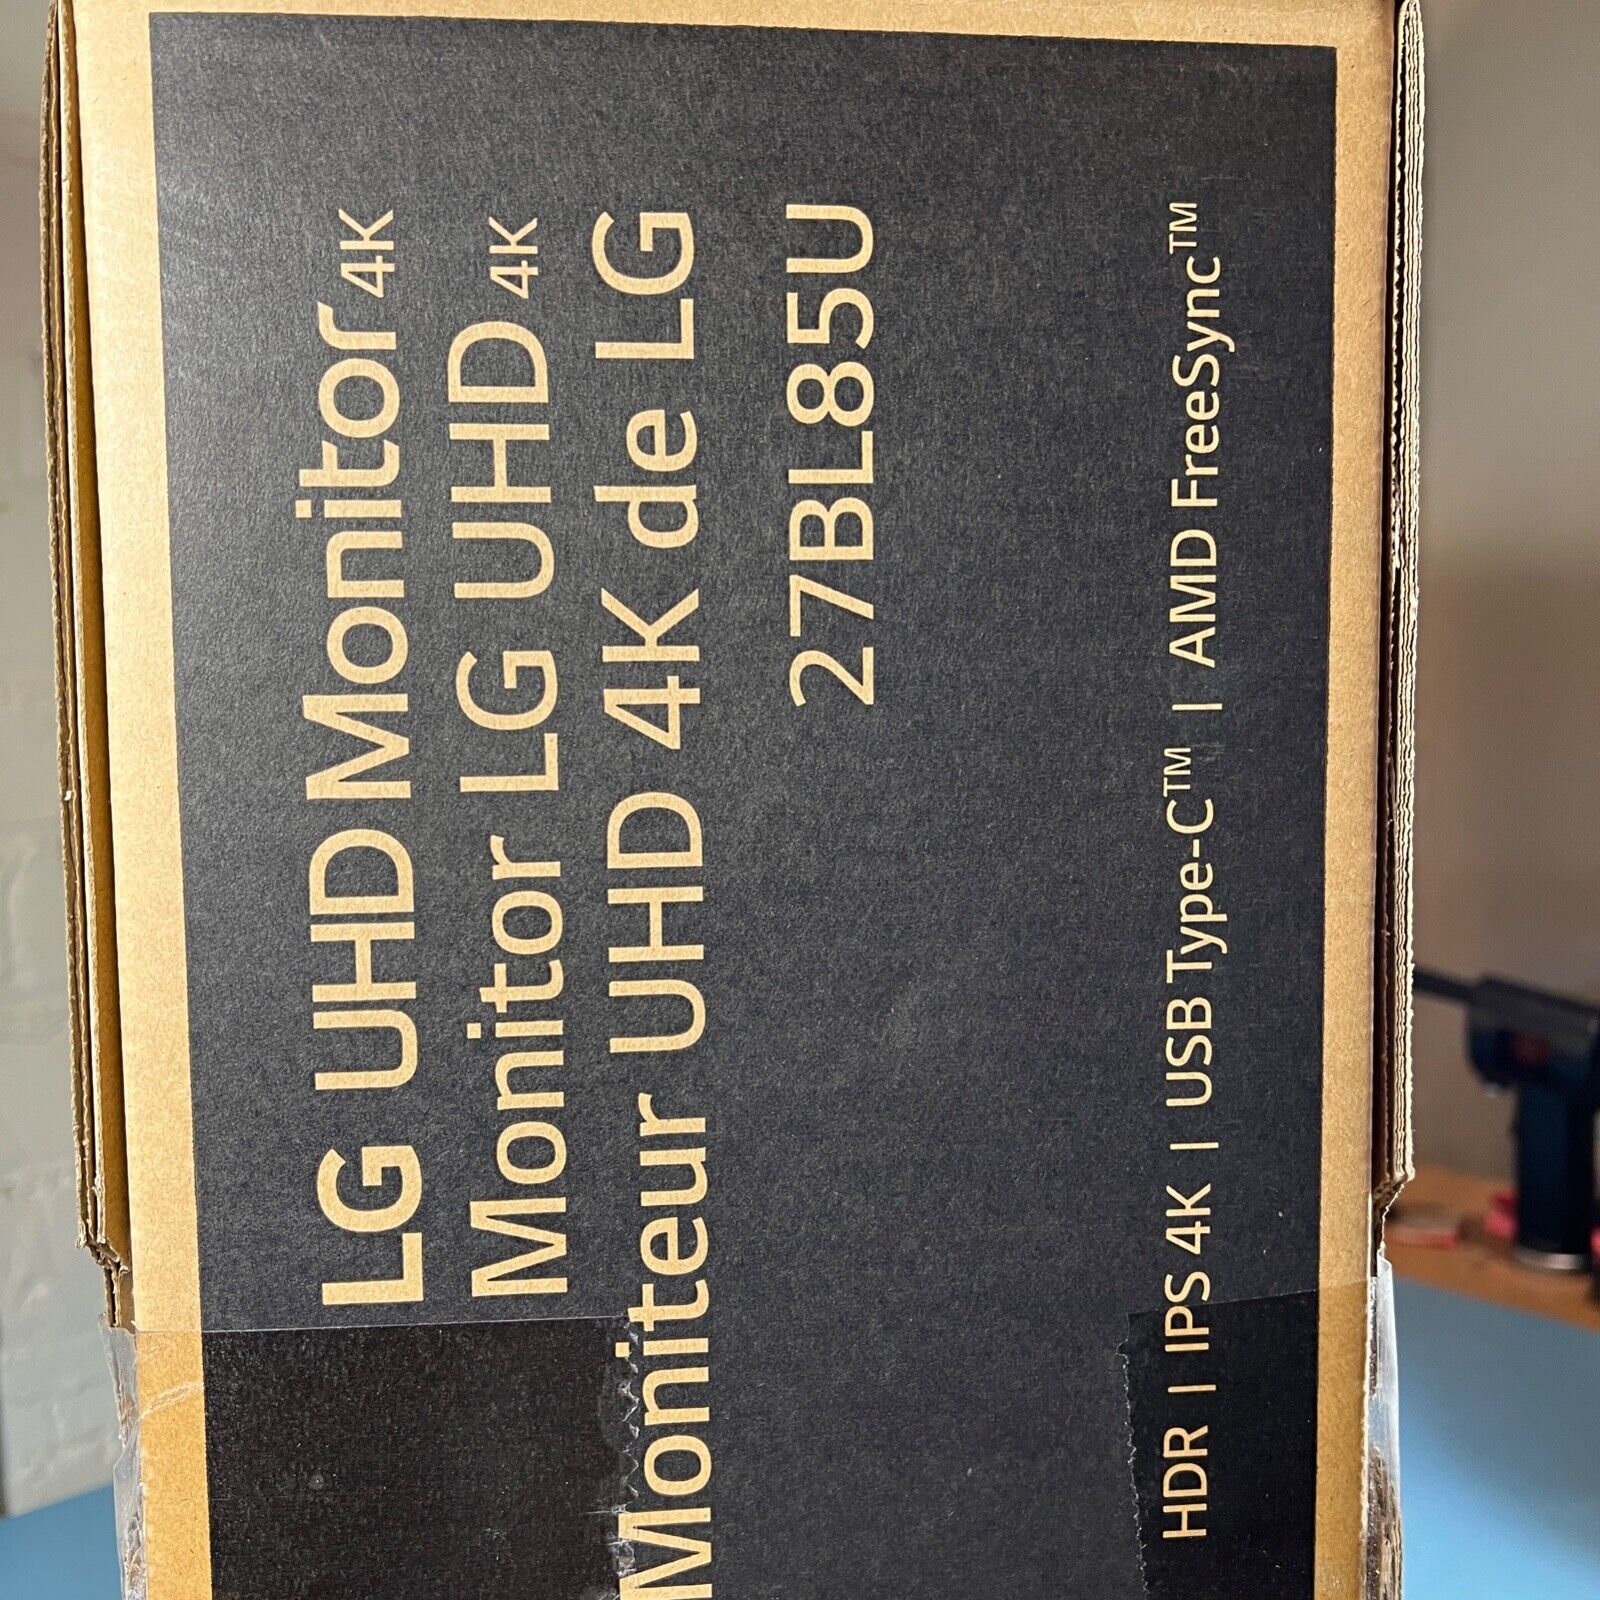 LG UHD Monitor 4K
Monitor LG UHD 4K
Moniteur UHD 4K de LG
27BL85U
HDR | IPS 4K | USB Type-C™ | AMD FreeSync™